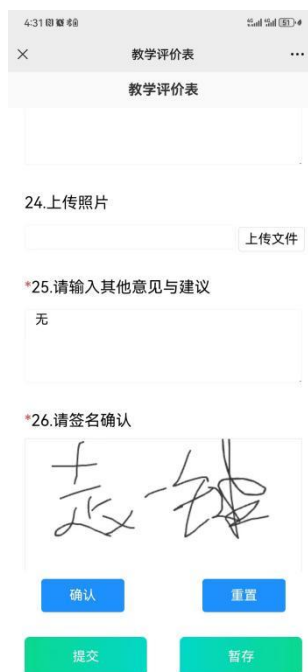 4:31
51
教学评价表
教学评价表
24.上传照片
上传文件
*25.请输入其他意见与建议
无
*26.请签名确认
确认
重置
提交
暂存